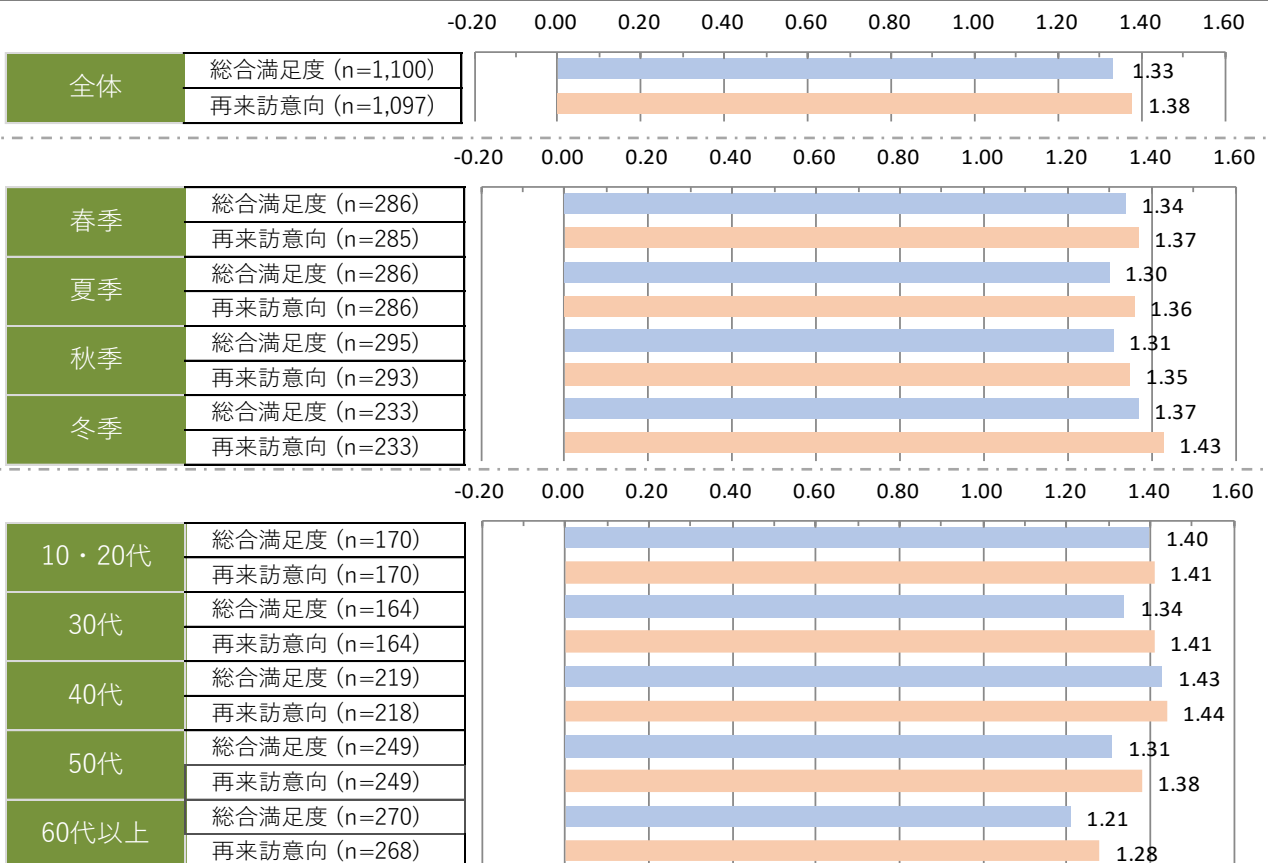 -0.20 0.00 0.20 0.40 0.60 0.80 1.00 1.20 1.40 1.60
全体
総合満足度 (n=1,100) 1.33
再来訪意向 (n=1,097) 1.38
-0.20 0.00 0.20 0.40 0.60 0.80 1.00 1.20 1.40 1.60
春季
総合満足度 (n=286) 1.34
再来訪意向 (n=285) 1.37
夏季
総合満足度 (n=286) 1.30
再来訪意向 (n=286) 1.36
秋季
総合満足度 (n=295) 1.31
再来訪意向 (n=293) 1.35
冬季
総合満足度 (n=233) 1.37
再来訪意向 (n=233) 1.43
-0.20 0.00 0.20 0.40 0.60 0.80 1.00 1.20 1.40 1.60
10・20代
総合満足度 (n=170) 1.40
再来訪意向 (n=170) 1.41
30代
総合満足度 (n=164) 1.34
再来訪意向 (n=164) 1.41
40代
総合満足度 (n=219) 1.43
再来訪意向 (n=218) 1.44
50代
総合満足度 (n=249) 1.31
再来訪意向 (n=249) 1.38
60代以上
総合満足度 (n=270) 1.21
再来訪意向 (n=268) 1.28